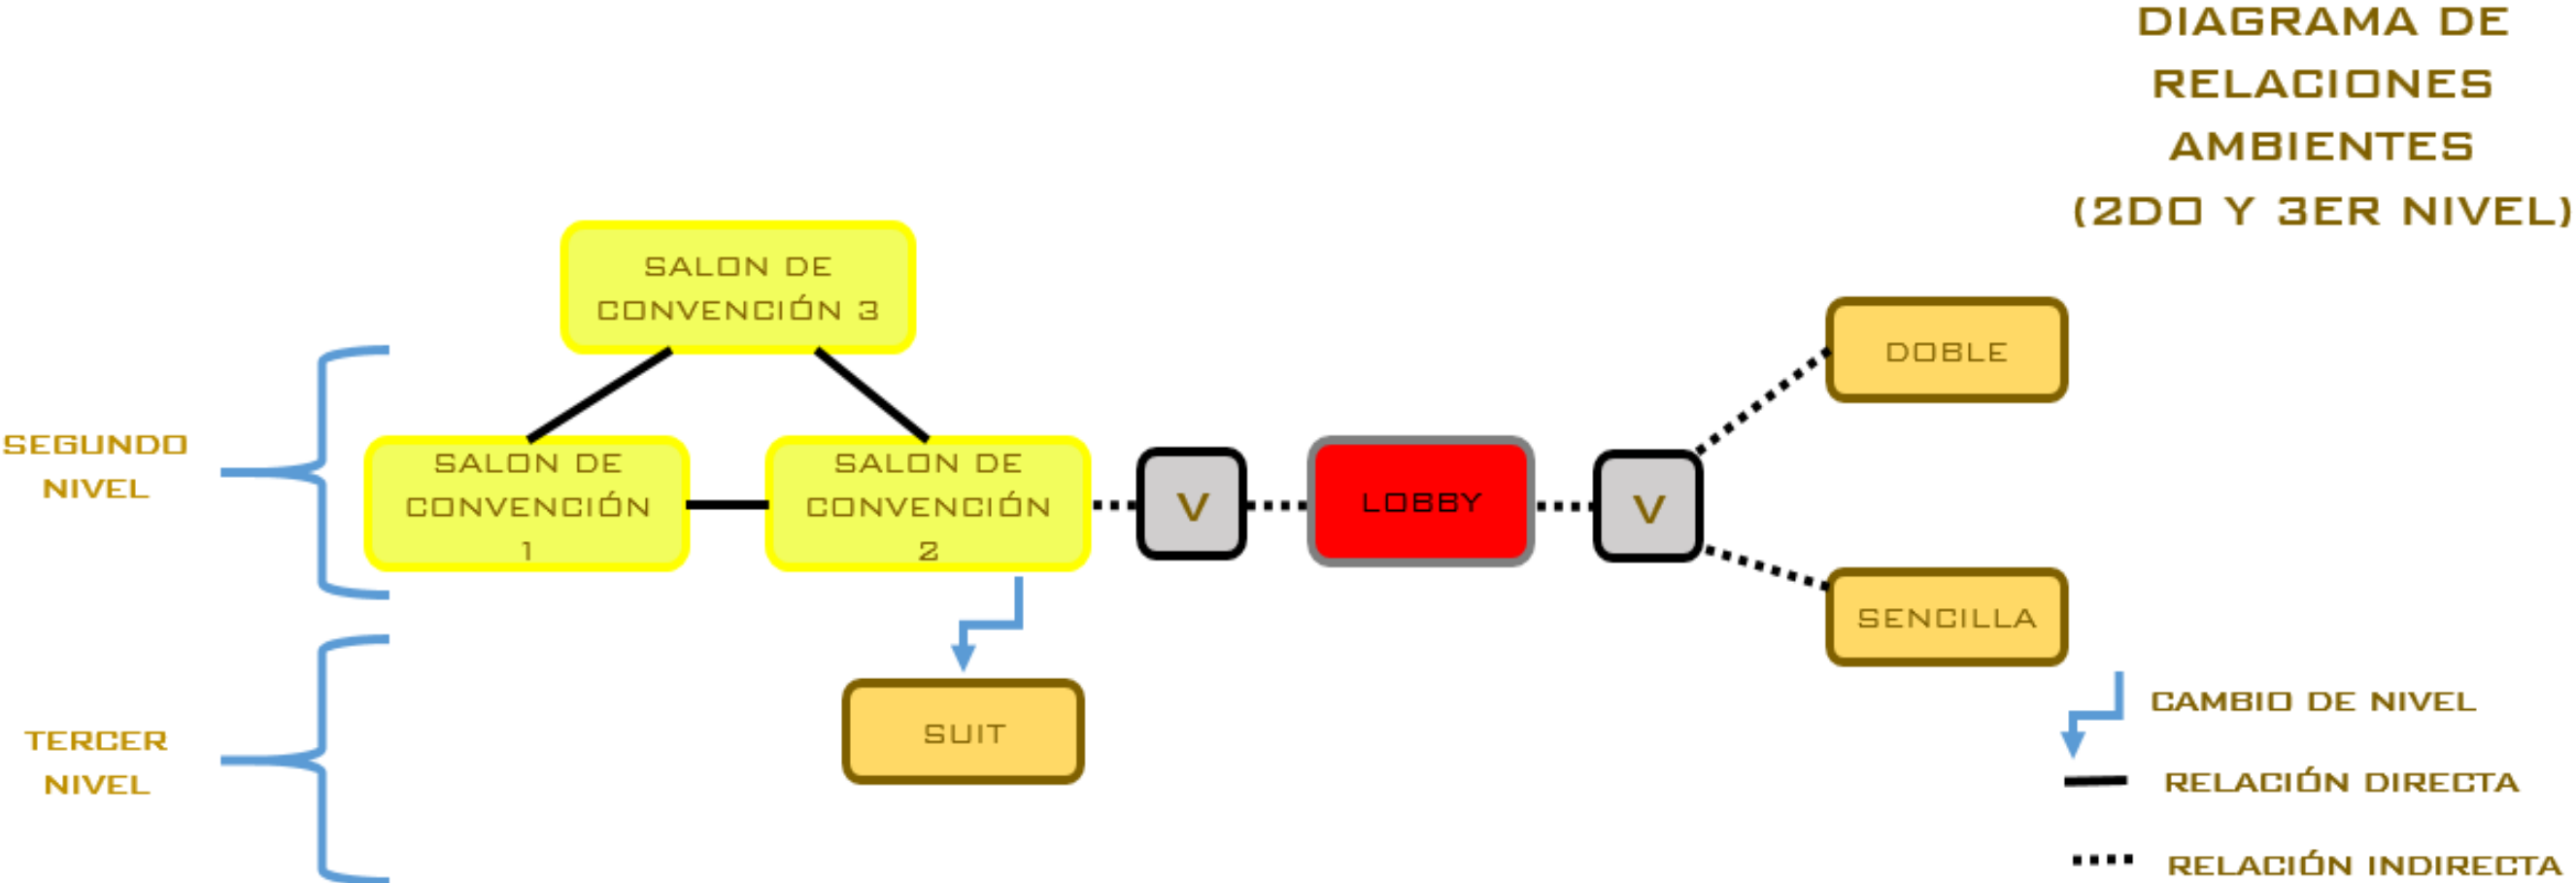 DIAGRAMA DE
RELACIONES
AMBIENTES
(2DO Y 3ER NIVEL)
SALON DE
CONVENCIÓN 3
DOBLE
SEGUNDO
NIVEL
SALON DE
CONVENCIÓN
1
SALON DE
CONVENCIÓN
2
V
LOBBY
V
SENCILLA
TERCER
NIVEL
SUIT
CAMBIO DE NIVEL
RELACIÓN DIRECTA
RELACIÓN INDIRECTA